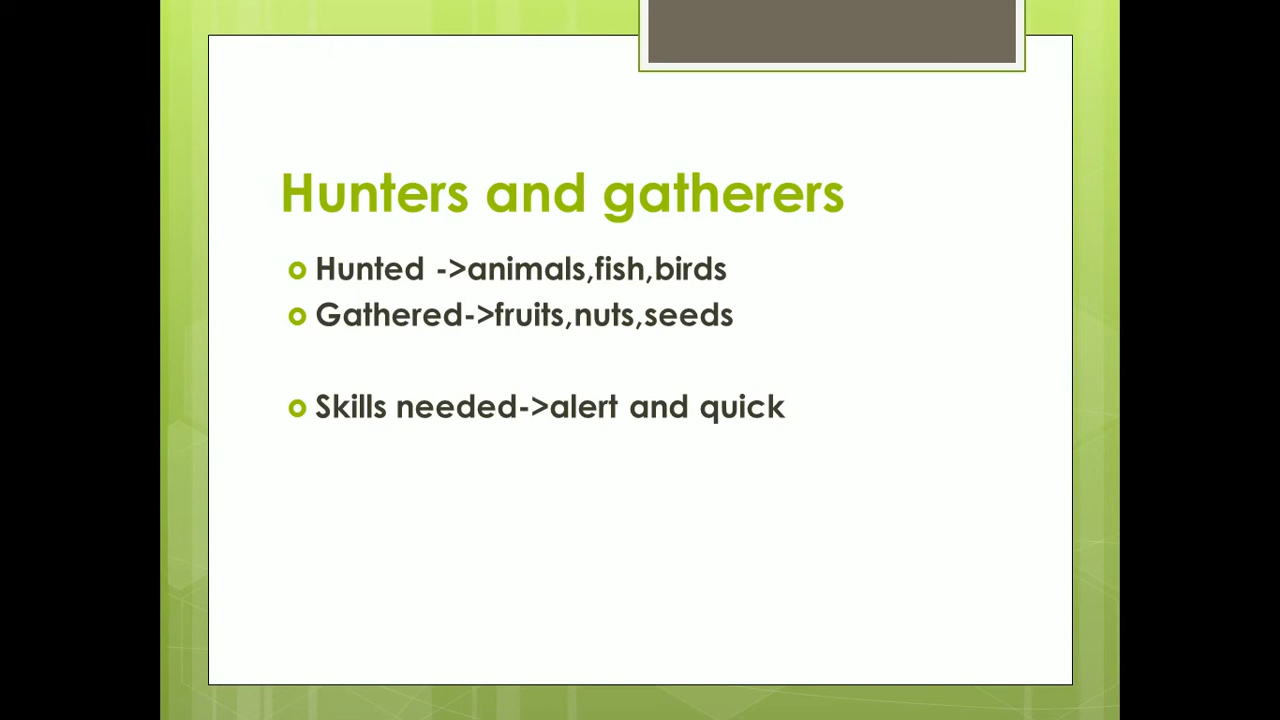 Hunters and gatherers
Hunted ->animals,fish,birds
Gathered->fruits,nuts,seeds
Skills needed->alert and quick